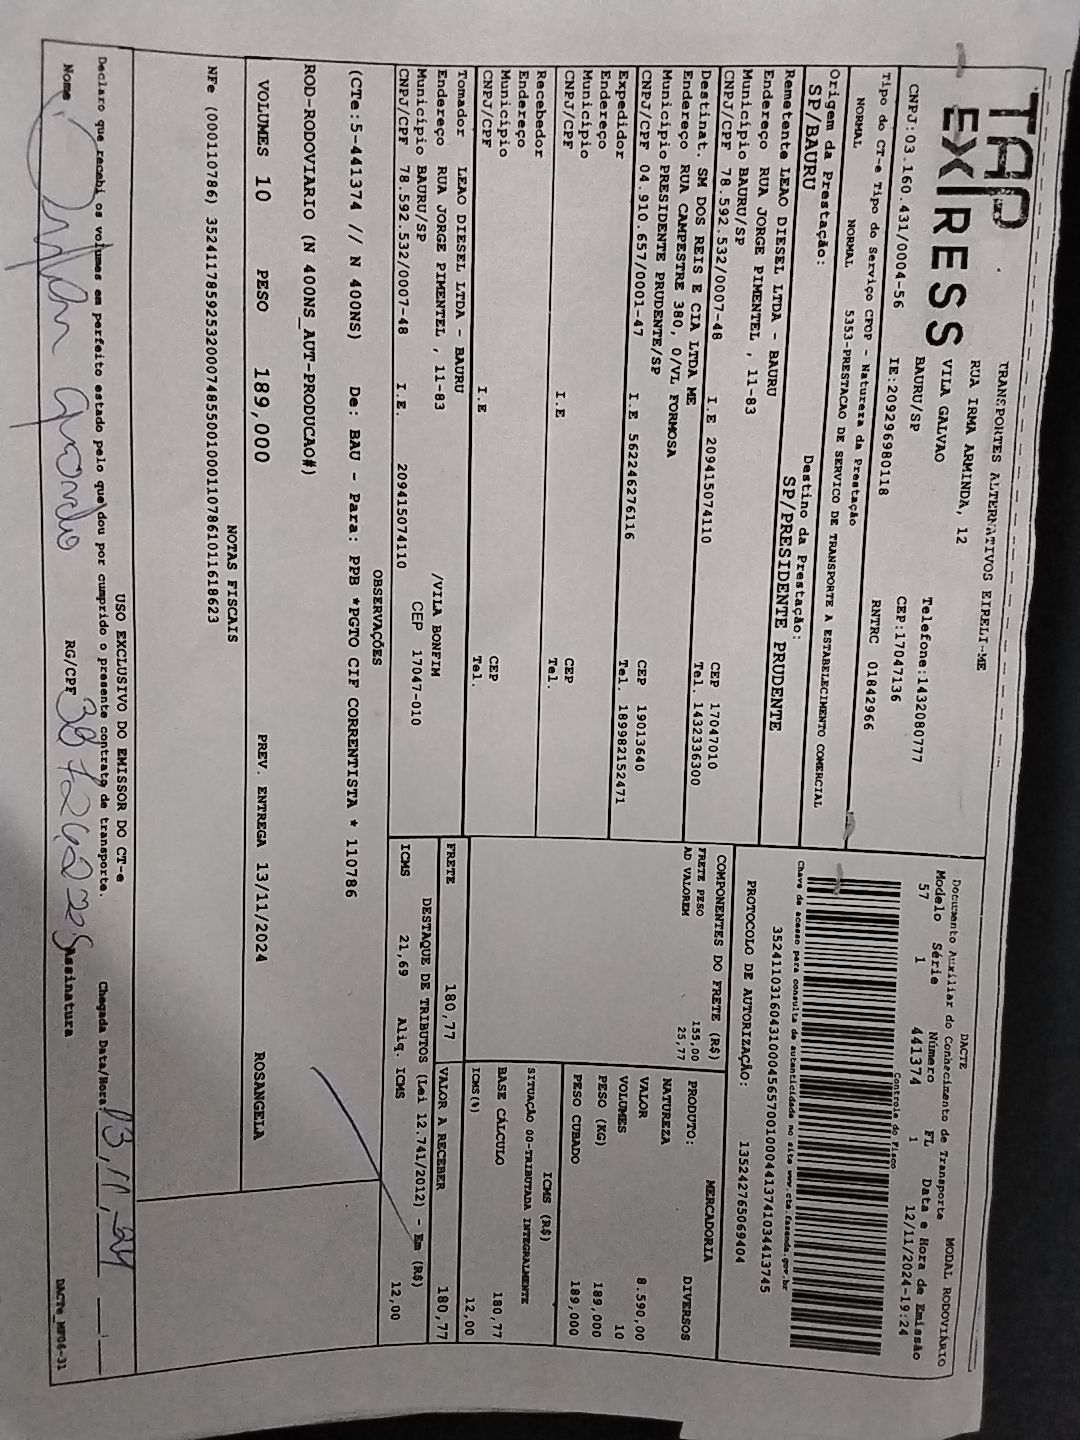 TAP
EXPRESS
TRANSPORTES ALTERNATIVOS EIRELI-ME
RUA IRMA ARMINDA, 12
VILA GALVAO
BAURU/SP
Telefone:1432080777
CEP:17047136
CNPJ:03.160.431/0004-56 IE:209296980118 RNTRC 01842966
Tipo do CT-e Tipo do Serviço CFOP - Natureza da Prestação
NORMAL NORMAL 5353-PRESTACAO DE SERVICO DE TRANSPORTE A ESTABELECIMENTO COMERCIAL
DACTE MODAL RODOVIÁRIO
Documento Auxiliar do Conhecimento de Transporte
Modelo Série Número FL Data e Hora de Emissão
57 1 441374 1 12/11/2024-19:24
Controle do Fisco
Chave de acesso para consulta de autenticidade no site www.cte.fazenda.gov.br
35241103160431000456570010004413741034413745
PROTOCOLO DE AUTORIZAÇÃO: 135242765069404
Origem da Prestação: Destino da Prestação:
SP/BAURU SP/PRESIDENTE PRUDENTE
Remetente LEAO DIESEL LTDA - BAURU
Endereço RUA JORGE PIMENTEL , 11-83
Município BAURU/SP CEP 17047010
CNPJ/CPF 78.592.532/0007-48 I.E 209415074110 Tel. 1432336300
Destinat. SM DOS REIS E CIA LTDA ME
Endereço RUA CAMPESTRE 380, 0/VL FORMOSA
Município PRESIDENTE PRUDENTE/SP CEP 19013640
CNPJ/CPF 04.910.657/0001-47 I.E 562246276116 Tel. 189982152471
Expedidor
Endereço
Município CEP
CNPJ/CPF I.E Tel.
Recebedor
Endereço
Município CEP
CNPJ/CPF I.E Tel.
Tomador LEAO DIESEL LTDA - BAURU
Endereço RUA JORGE PIMENTEL , 11-83 /VILA BONFIM
Município BAURU/SP CEP 17047-010
CNPJ/CPF 78.592.532/0007-48 I.E. 209415074110
COMPONENTES DO FRETE (R$)
FRETE PESO 155,00
AD VALOREM 25,77
MERCADORIA
PRODUTO: DIVERSOS
NATUREZA
VALOR 8.590,00
VOLUMES 10
PESO (KG) 189,000
PESO CUBADO 189,000
ICMS (R$)
SITUAÇÃO 00-TRIBUTADA INTEGRALMENTE
BASE CÁLCULO 180,77
ICMS(%) 12,00
FRETE 180,77 VALOR A RECEBER 180,77
DESTAQUE DE TRIBUTOS (Lei 12.741/2012) - Em (R$)
ICMS 21,69 Aliq. ICMS 12,00
OBSERVAÇÕES
(CTe:5-441374 // N 400NS) De: BAU - Para: PPB *PGTO CIF CORRENTISTA * 110786
ROD-RODOVIARIO (N 400NS_AUT-PRODUCAO#)
VOLUMES 10 PESO 189,000 PREV. ENTREGA 13/11/2024 ROSANGELA
NOTAS FISCAIS
NFe (000110786) 35241178592532000748550010001107861011618623
USO EXCLUSIVO DO EMISSOR DO CT-e
Declaro que recebi os volumes em perfeito estado pelo que dou por cumprido o presente contrato de transporte. Chegada Data/Hora 13,11,24
Nome RG/CPF Assinatura
DACTe_MF06-31